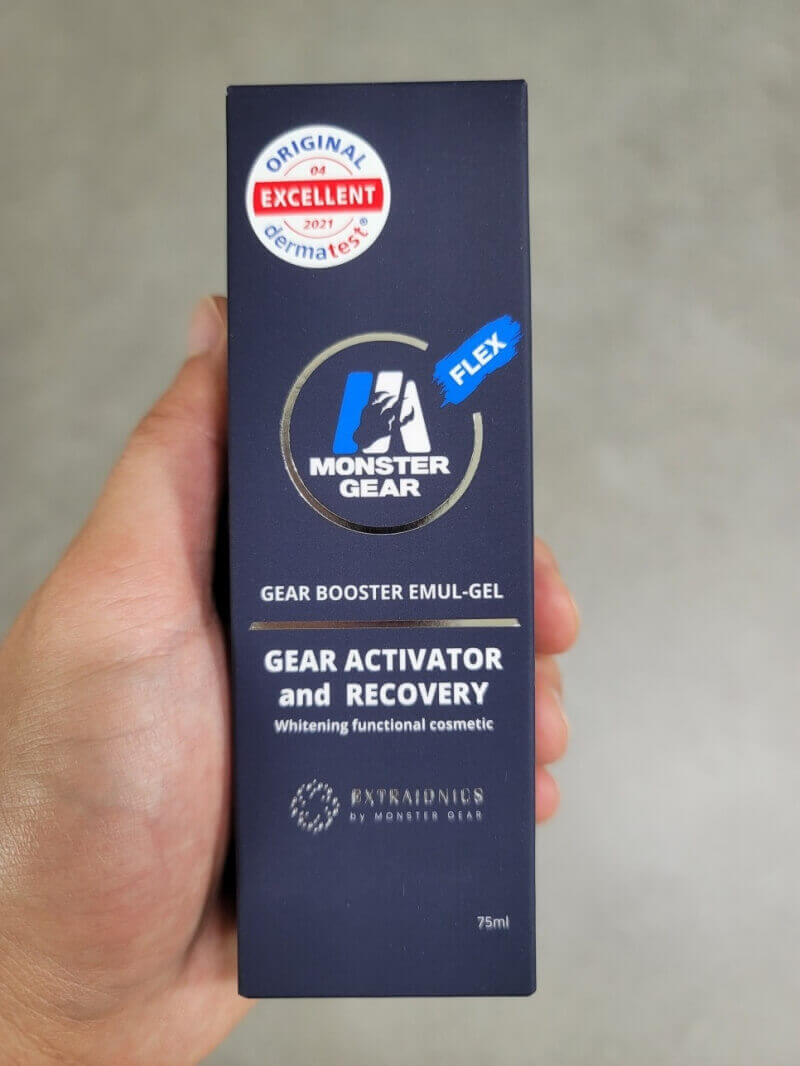 ORIGINAL
04
EXCELLENT
2021
dermatest®
FLEX
MONSTER
GEAR
GEAR BOOSTER EMUL-GEL
GEAR ACTIVATOR
and RECOVERY
Whitening functional cosmetic
EXTRAIONICS
by MONSTER GEAR
75ml